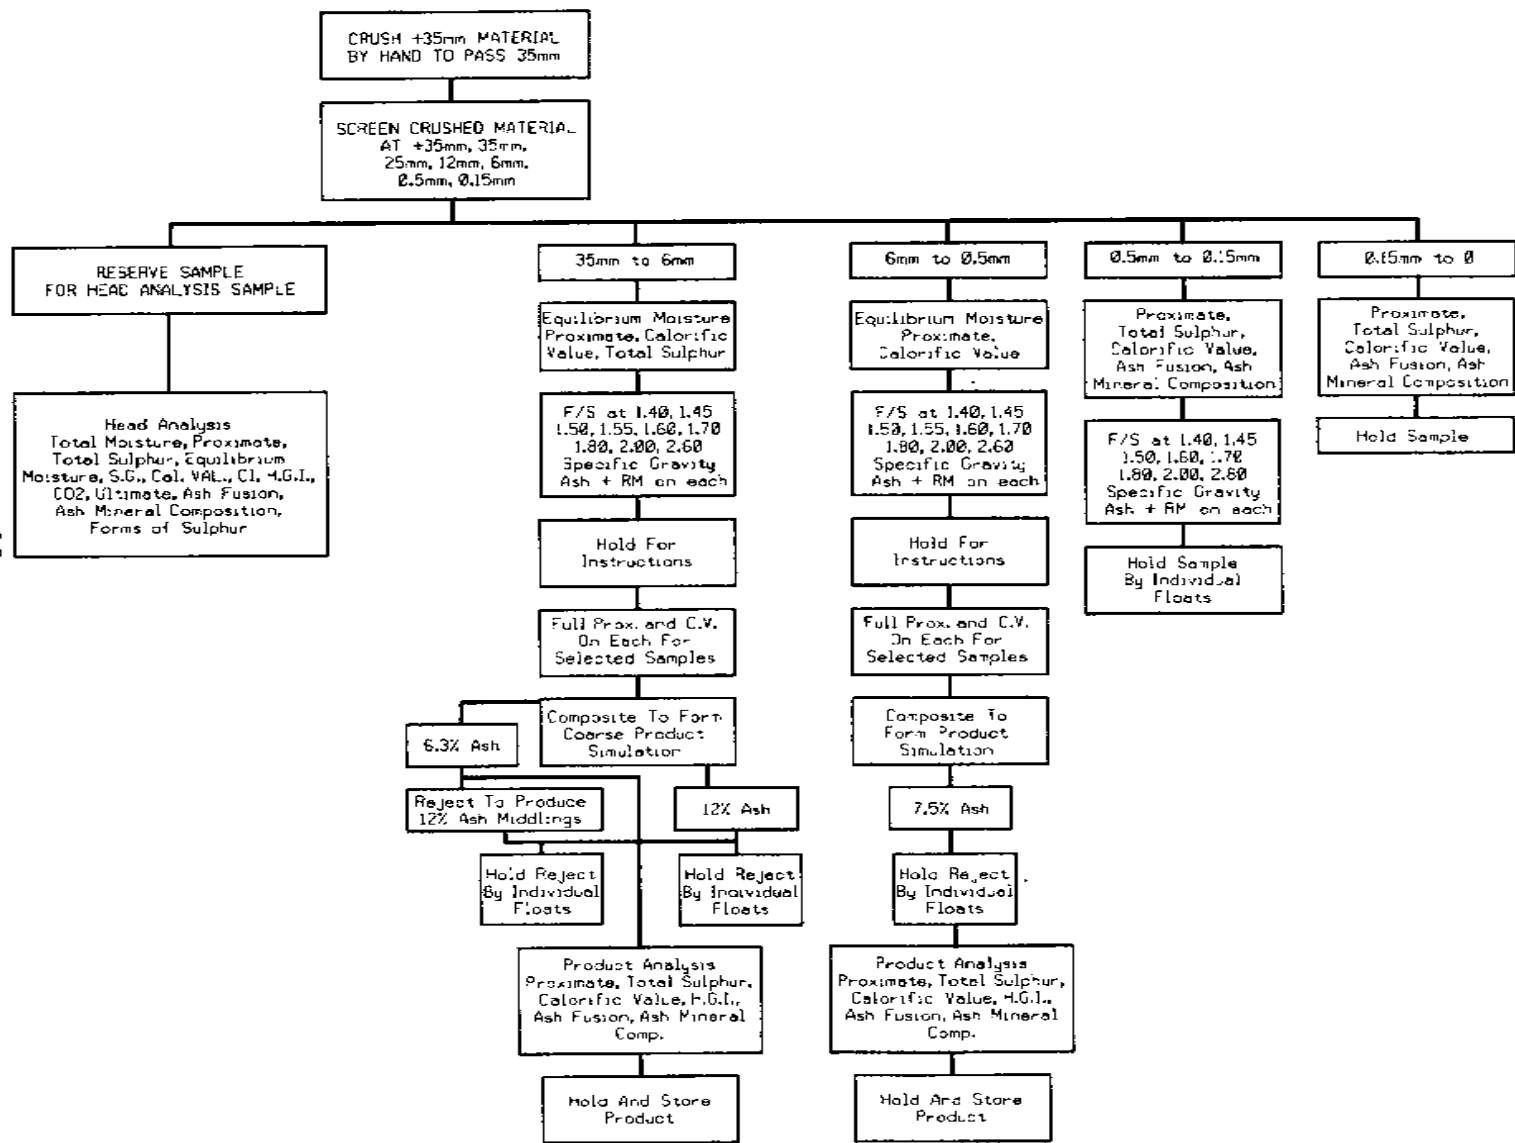 CRUSH +35mm MATERIAL
BY HAND TO PASS 35mm
SCREEN CRUSHED MATERIAL
AT +35mm, 35mm,
25mm, 12mm, 6mm,
0.5mm, 0.15mm
RESERVE SAMPLE
FOR HEAD ANALYSIS SAMPLE
Head Analysis
Total Moisture, Proximate,
Total Sulphur, Equilibrium
Moisture, S.G., Cal. VAL., Cl, H.G.I.,
CO2, Ultimate, Ash Fusion,
Ash Mineral Composition,
Forms of Sulphur
35mm to 6mm
Equilibrium Moisture
Proximate, Calorific
Value, Total Sulphur
F/S at 1.40, 1.45
1.50, 1.55, 1.60, 1.70
1.80, 2.00, 2.60
Specific Gravity
Ash + RM on each
Hold For
Instructions
Full Prox. and C.V.
On Each For
Selected Samples
Composite To Form
Coarse Product
Simulation
6.3% Ash
Reject To Produce
12% Ash Middlings
12% Ash
Hold Reject
By Individual
Floats
Hold Reject
By Individual
Floats
Product Analysis
Proximate, Total Sulphur,
Calorific Value, H.G.I.,
Ash Fusion, Ash Mineral
Comp.
Hold And Store
Product
6mm to 0.5mm
Equilibrium Moisture
Proximate,
Calorific Value
F/S at 1.40, 1.45
1.50, 1.55, 1.60, 1.70
1.80, 2.00, 2.60
Specific Gravity
Ash + RM on each
Hold For
Instructions
Full Prox. and C.V.
On Each For
Selected Samples
Composite To
Form Product
Simulation
7.5% Ash
Hold Reject
By Individual
Floats
Product Analysis
Proximate, Total Sulphur,
Calorific Value, H.G.I.,
Ash Fusion, Ash Mineral
Comp.
Hold And Store
Product
0.5mm to 0.15mm
Proximate,
Total Sulphur,
Calorific Value,
Ash Fusion, Ash
Mineral Composition
F/S at 1.40, 1.45
1.50, 1.60, 1.70
1.80, 2.00, 2.60
Specific Gravity
Ash + RM on each
Hold Sample
By Individual
Floats
0.15mm to 0
Proximate,
Total Sulphur,
Calorific Value,
Ash Fusion, Ash
Mineral Composition
Hold Sample